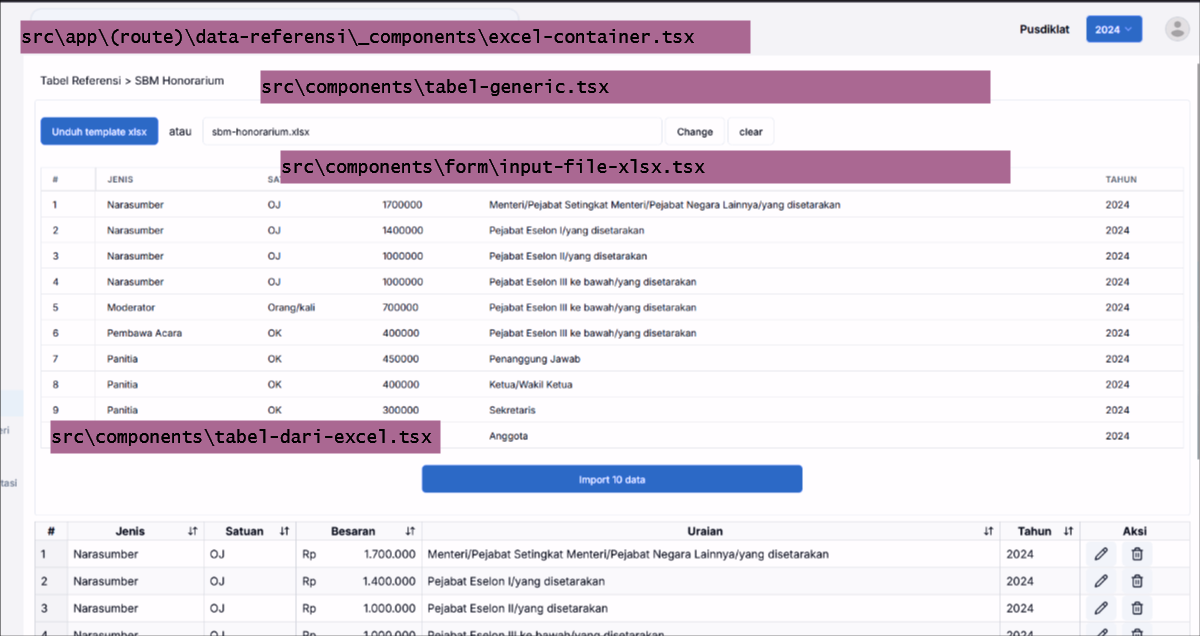 src\app\(route)\data-referensi\_components\excel-container.tsx
Pusdiklat
2024
Tabel Referensi > SBM Honorarium
src\components\tabel-generic.tsx
Unduh template xlsx atau sbm-honorarium.xlsx Change clear
src\components\form\input-file-xlsx.tsx
# JENIS SA TAHUN
1 Narasumber OJ 1700000 Menteri/Pejabat Setingkat Menteri/Pejabat Negara Lainnya/yang disetarakan 2024
2 Narasumber OJ 1400000 Pejabat Eselon I/yang disetarakan 2024
3 Narasumber OJ 1000000 Pejabat Eselon II/yang disetarakan 2024
4 Narasumber OJ 1000000 Pejabat Eselon III ke bawah/yang disetarakan 2024
5 Moderator Orang/kali 700000 Pejabat Eselon III ke bawah/yang disetarakan 2024
6 Pembawa Acara OK 400000 Pejabat Eselon III ke bawah/yang disetarakan 2024
7 Panitia OK 450000 Penanggung Jawab 2024
8 Panitia OK 400000 Ketua/Wakil Ketua 2024
9 Panitia OK 300000 Sekretaris 2024
eri
src\components\tabel-dari-excel.tsx
Anggota 2024
tasi
Import 10 data
# Jenis Satuan Besaran Uraian Tahun Aksi
1 Narasumber OJ Rp 1.700.000 Menteri/Pejabat Setingkat Menteri/Pejabat Negara Lainnya/yang disetarakan 2024
2 Narasumber OJ Rp 1.400.000 Pejabat Eselon I/yang disetarakan 2024
3 Narasumber OJ Rp 1.000.000 Pejabat Eselon II/yang disetarakan 2024
4 Narasumber OJ Rp 1.000.000 Pejabat Eselon III ke bawah/yang disetarakan 2024